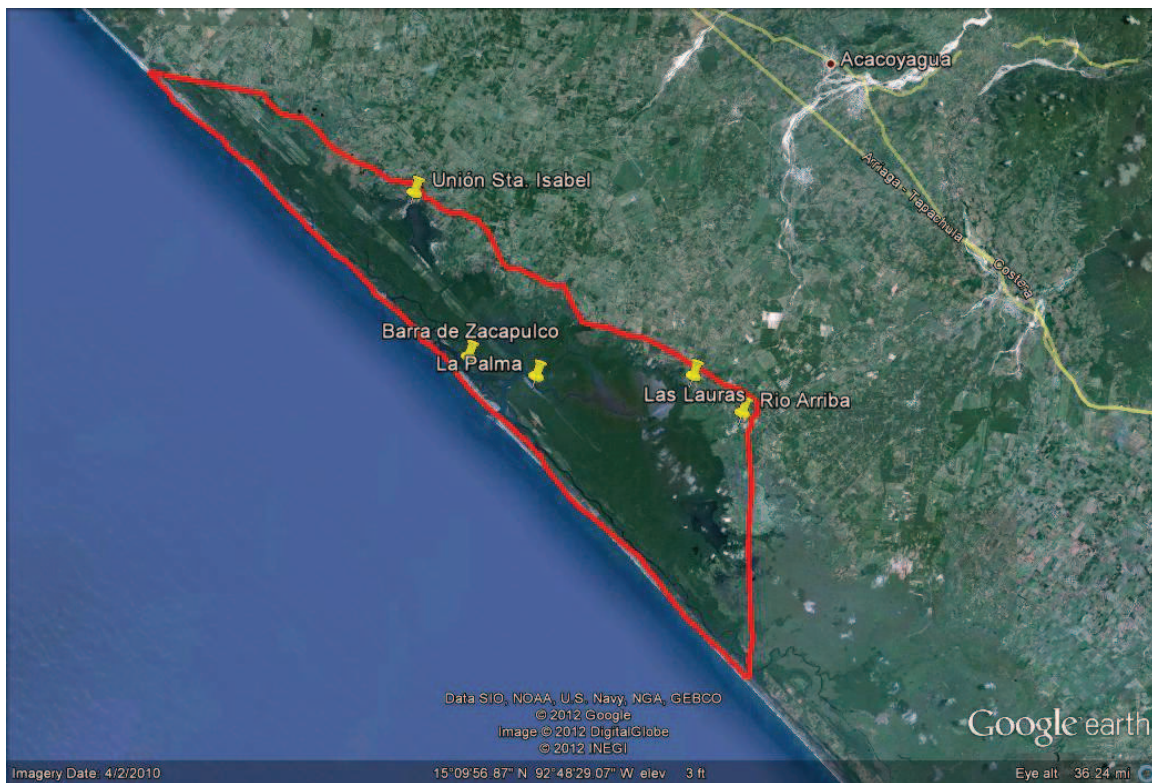 Acacoyagua
Arriaga - Tapachula
Costera
Unión Sta. Isabel
Barra de Zacapulco
La Palma
Las Lauras
Rio Arriba
Data SIO, NOAA, U.S. Navy, NGA, GEBCO
© 2012 Google
Image © 2012 DigitalGlobe
© 2012 INEGI
Google earth
Imagery Date: 4/2/2010
15°09'56.87" N 92°48'29.07" W elev 3 ft
Eye alt 36.24 mi